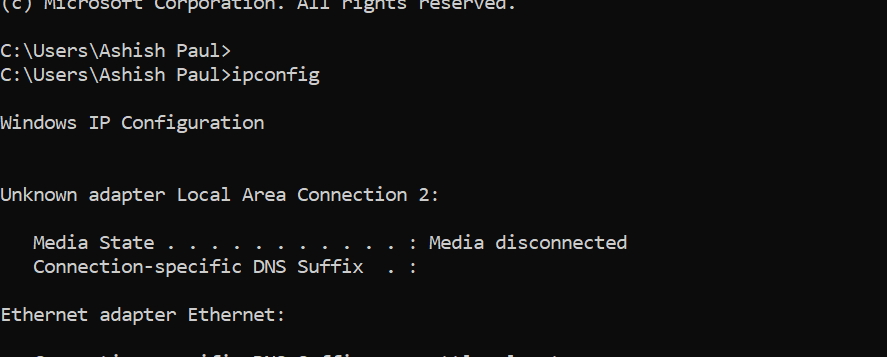 (c) Microsoft Corporation. All rights reserved.
C:\Users\Ashish Paul>
C:\Users\Ashish Paul>ipconfig
Windows IP Configuration
Unknown adapter Local Area Connection 2:
Media State . . . . . . . . . . . : Media disconnected
Connection-specific DNS Suffix  . :
Ethernet adapter Ethernet: